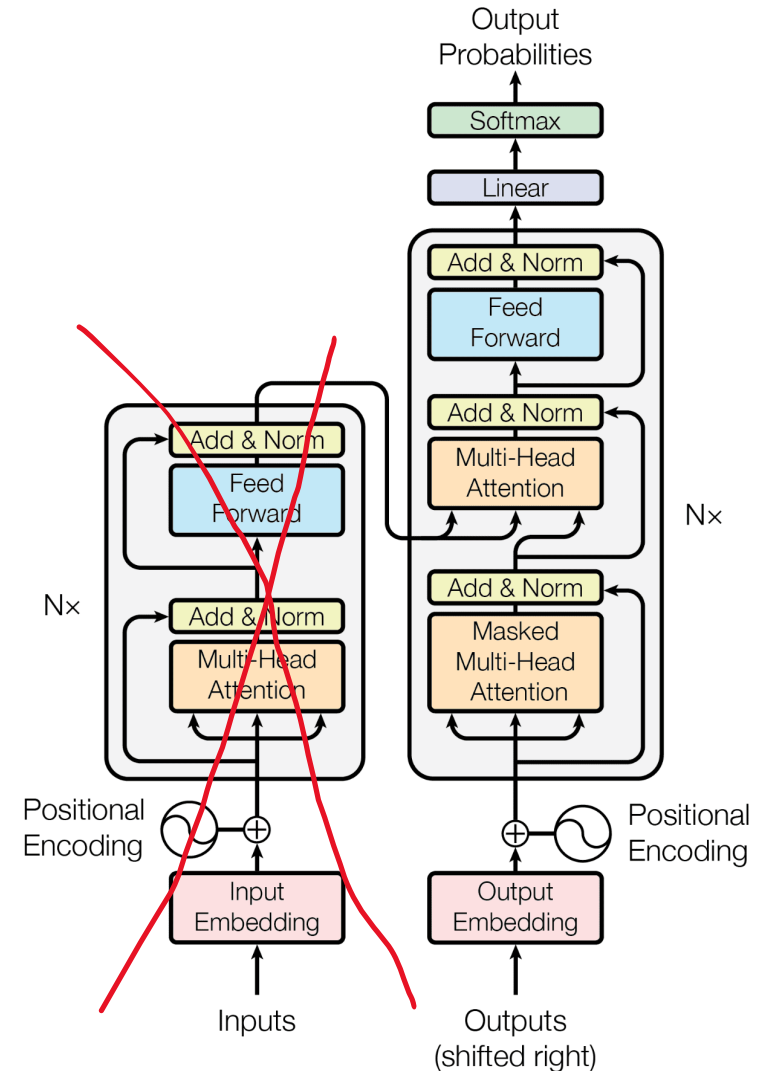 Output
Probabilities
Softmax
Linear
Add & Norm
Feed
Forward
Add & Norm
Multi-Head
Attention
Add & Norm
Masked
Multi-Head
Attention
N×
Positional
Encoding
Output
Embedding
Outputs
(shifted right)
Add & Norm
Feed
Forward
Add & Norm
Multi-Head
Attention
N×
Positional
Encoding
Input
Embedding
Inputs